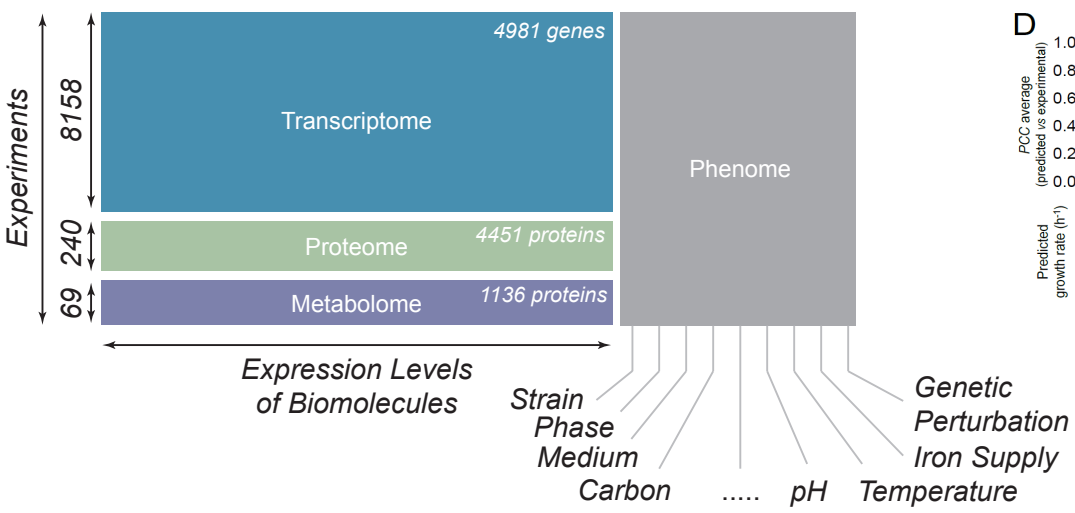 Experiments
8158
240
69
4981 genes
Transcriptome
4451 proteins
Proteome
1136 proteins
Metabolome
Phenome
Expression Levels
of Biomolecules
Strain
Phase
Medium
Carbon
.....
pH
Temperature
Iron Supply
Genetic
Perturbation
D
PCC average
(predicted vs experimental)
1.0
0.8
0.6
0.4
0.2
0.0
Predicted
growth rate (h⁻¹)